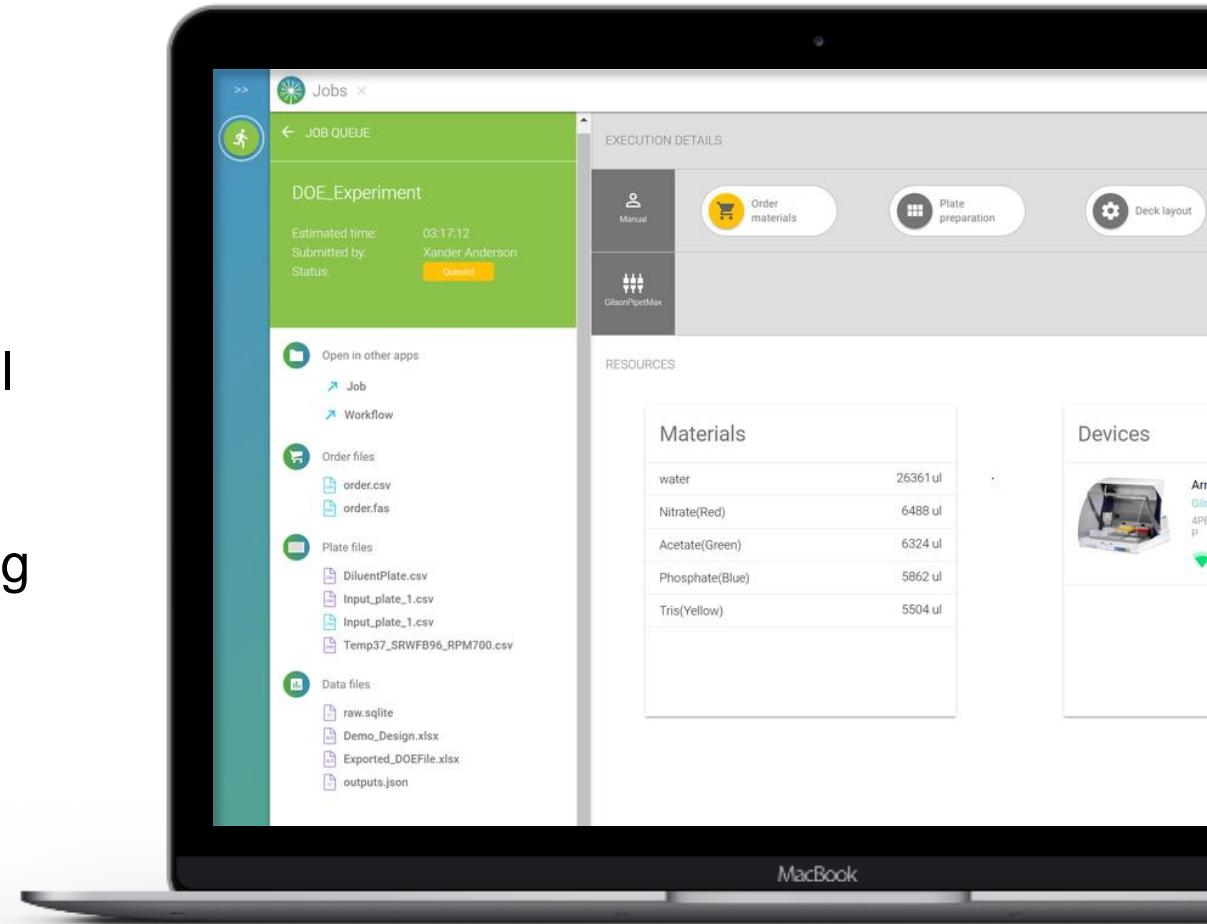 l
g
>>
Jobs ×
← JOB QUEUE
DOE_Experiment
Estimated time: 03:17:12
Submitted by: Xander Anderson
Status: Queued
Open in other apps
Job
Workflow
Order files
order.csv
order.fas
Plate files
DiluentPlate.csv
Input_plate_1.csv
Input_plate_1.csv
Temp37_SRWFB96_RPM700.csv
Data files
raw.sqlite
Demo_Design.xlsx
Exported_DOEFile.xlsx
outputs.json
EXECUTION DETAILS
Manual
Order
materials
Plate
preparation
Deck layout
GilsonPipetMax
RESOURCES
Materials
water 26361ul
Nitrate(Red) 6488 ul
Acetate(Green) 6324 ul
Phosphate(Blue) 5862 ul
Tris(Yellow) 5504 ul
Devices
P
MacBook